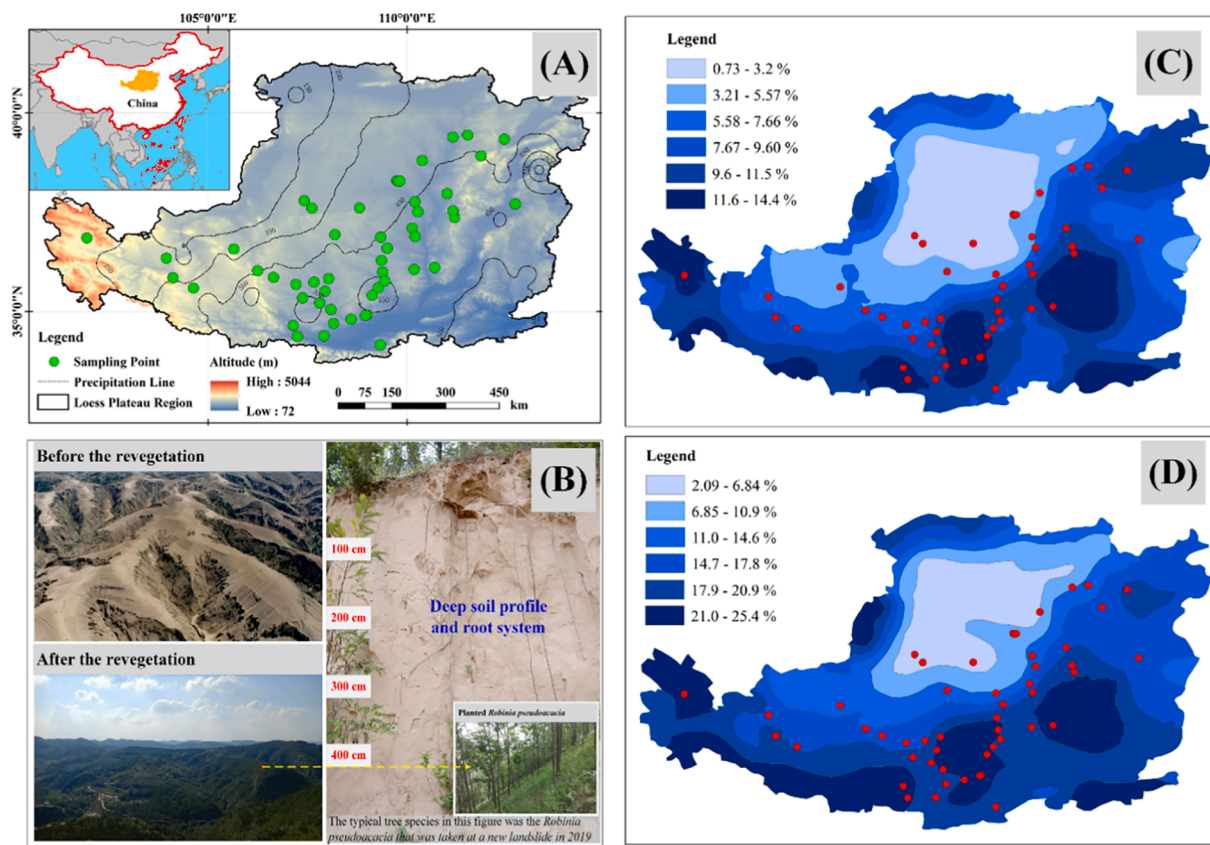 105°0'0"E
110°0'0"E
40°0'0"N
35°0'0"N
China
(A)
Legend
Sampling Point
Precipitation Line
Loess Plateau Region
Altitude (m)
High : 5044
Low : 72
0 75 150 300 450
km
(C)
Legend
0.73 - 3.2 %
3.21 - 5.57 %
5.58 - 7.66 %
7.67 - 9.60 %
9.6 - 11.5 %
11.6 - 14.4 %
Before the revegetation
After the revegetation
(B)
100 cm
200 cm
300 cm
400 cm
Deep soil profile
and root system
Planted Robinia pseudoacacia
The typical tree species in this figure was the Robinia
pseudoacacia that was taken at a new landslide in 2019
(D)
Legend
2.09 - 6.84 %
6.85 - 10.9 %
11.0 - 14.6 %
14.7 - 17.8 %
17.9 - 20.9 %
21.0 - 25.4 %